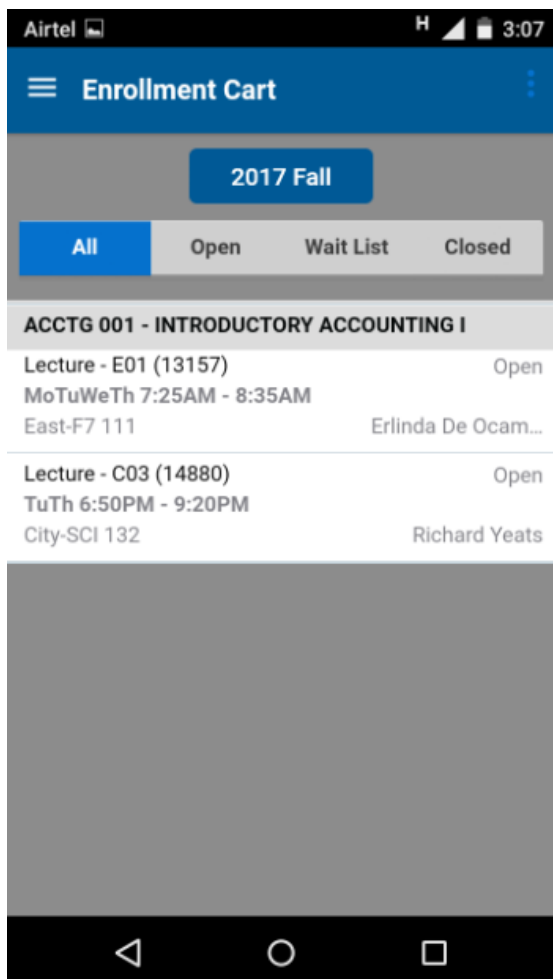 Airtel H 3:07
Enrollment Cart
2017 Fall
All Open Wait List Closed
ACCTG 001 - INTRODUCTORY ACCOUNTING I
Lecture - E01 (13157) Open
MoTuWeTh 7:25AM - 8:35AM
East-F7 111 Erlinda De Ocam...
Lecture - C03 (14880) Open
TuTh 6:50PM - 9:20PM
City-SCI 132 Richard Yeats